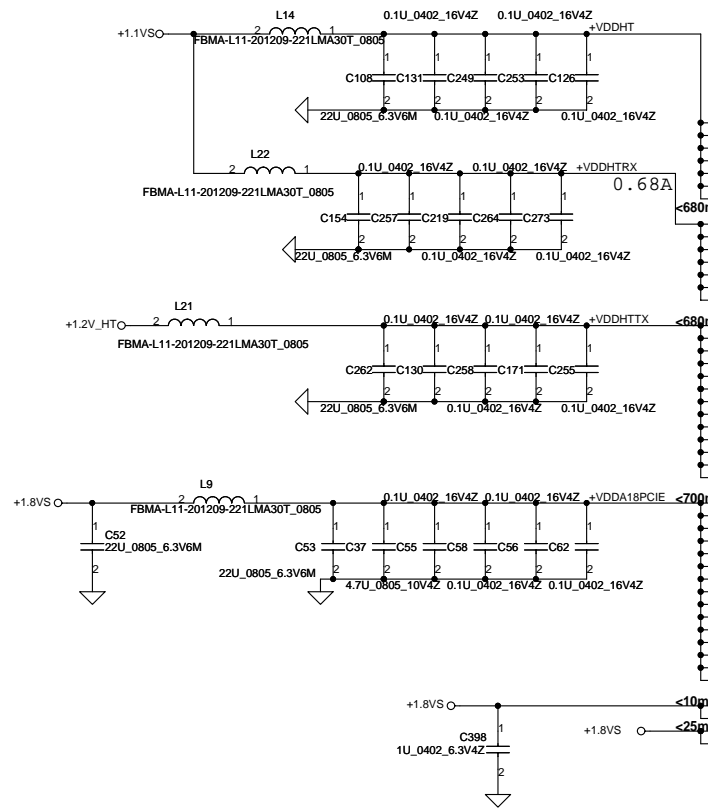 L14
0.1U_0402_16V4Z 0.1U_0402_16V4Z
+1.1VS 2 1 +VDDHT
FBMA-L11-201209-221LMA30T_0805
1 1 1 1 1
C108 C131 C249 C253 C126
2 2 2 2 2
22U_0805_6.3V6M 0.1U_0402_16V4Z 0.1U_0402_16V4Z
L22
2 1 0.1U_0402_16V4Z 0.1U_0402_16V4Z +VDDHTRX
FBMA-L11-201209-221LMA30T_0805 0.68A
1 1 1 1 1
<680m
C154 C257 C219 C264 C273
2 2 2 2 2
22U_0805_6.3V6M 0.1U_0402_16V4Z 0.1U_0402_16V4Z
L21
+1.2V_HT 2 1 0.1U_0402_16V4Z 0.1U_0402_16V4Z +VDDHTTX <680m
FBMA-L11-201209-221LMA30T_0805
1 1 1 1 1
C262 C130 C258 C171 C255
2 2 2 2 2
22U_0805_6.3V6M 0.1U_0402_16V4Z 0.1U_0402_16V4Z
L9
+1.8VS 2 1 0.1U_0402_16V4Z 0.1U_0402_16V4Z +VDDA18PCIE <700m
FBMA-L11-201209-221LMA30T_0805
1 1 1 1 1 1 1
C52
22U_0805_6.3V6M C53 C37 C55 C58 C56 C62
2 2 2 2 2 2 2
22U_0805_6.3V6M
4.7U_0805_10V4Z 0.1U_0402_16V4Z 0.1U_0402_16V4Z
+1.8VS <10m
1 +1.8VS <25m
C398
1U_0402_6.3V4Z
2